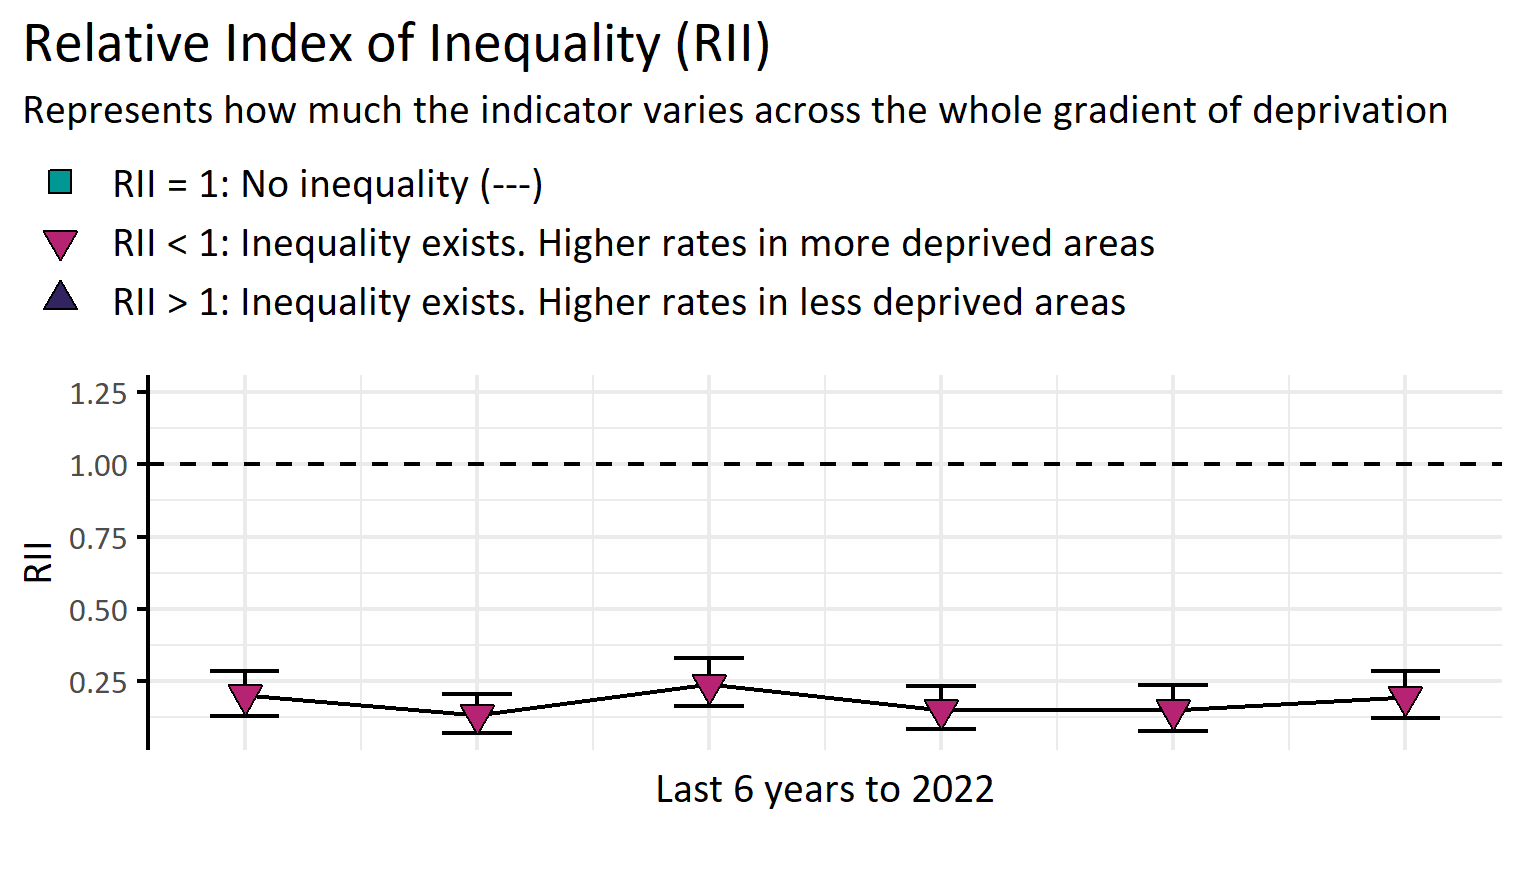 Relative Index of Inequality (RII)
Represents how much the indicator varies across the whole gradient of deprivation
RII = 1: No inequality (---)
RII < 1: Inequality exists. Higher rates in more deprived areas
RII > 1: Inequality exists. Higher rates in less deprived areas
1.25
1.00
0.75
0.50
0.25
RII
Last 6 years to 2022